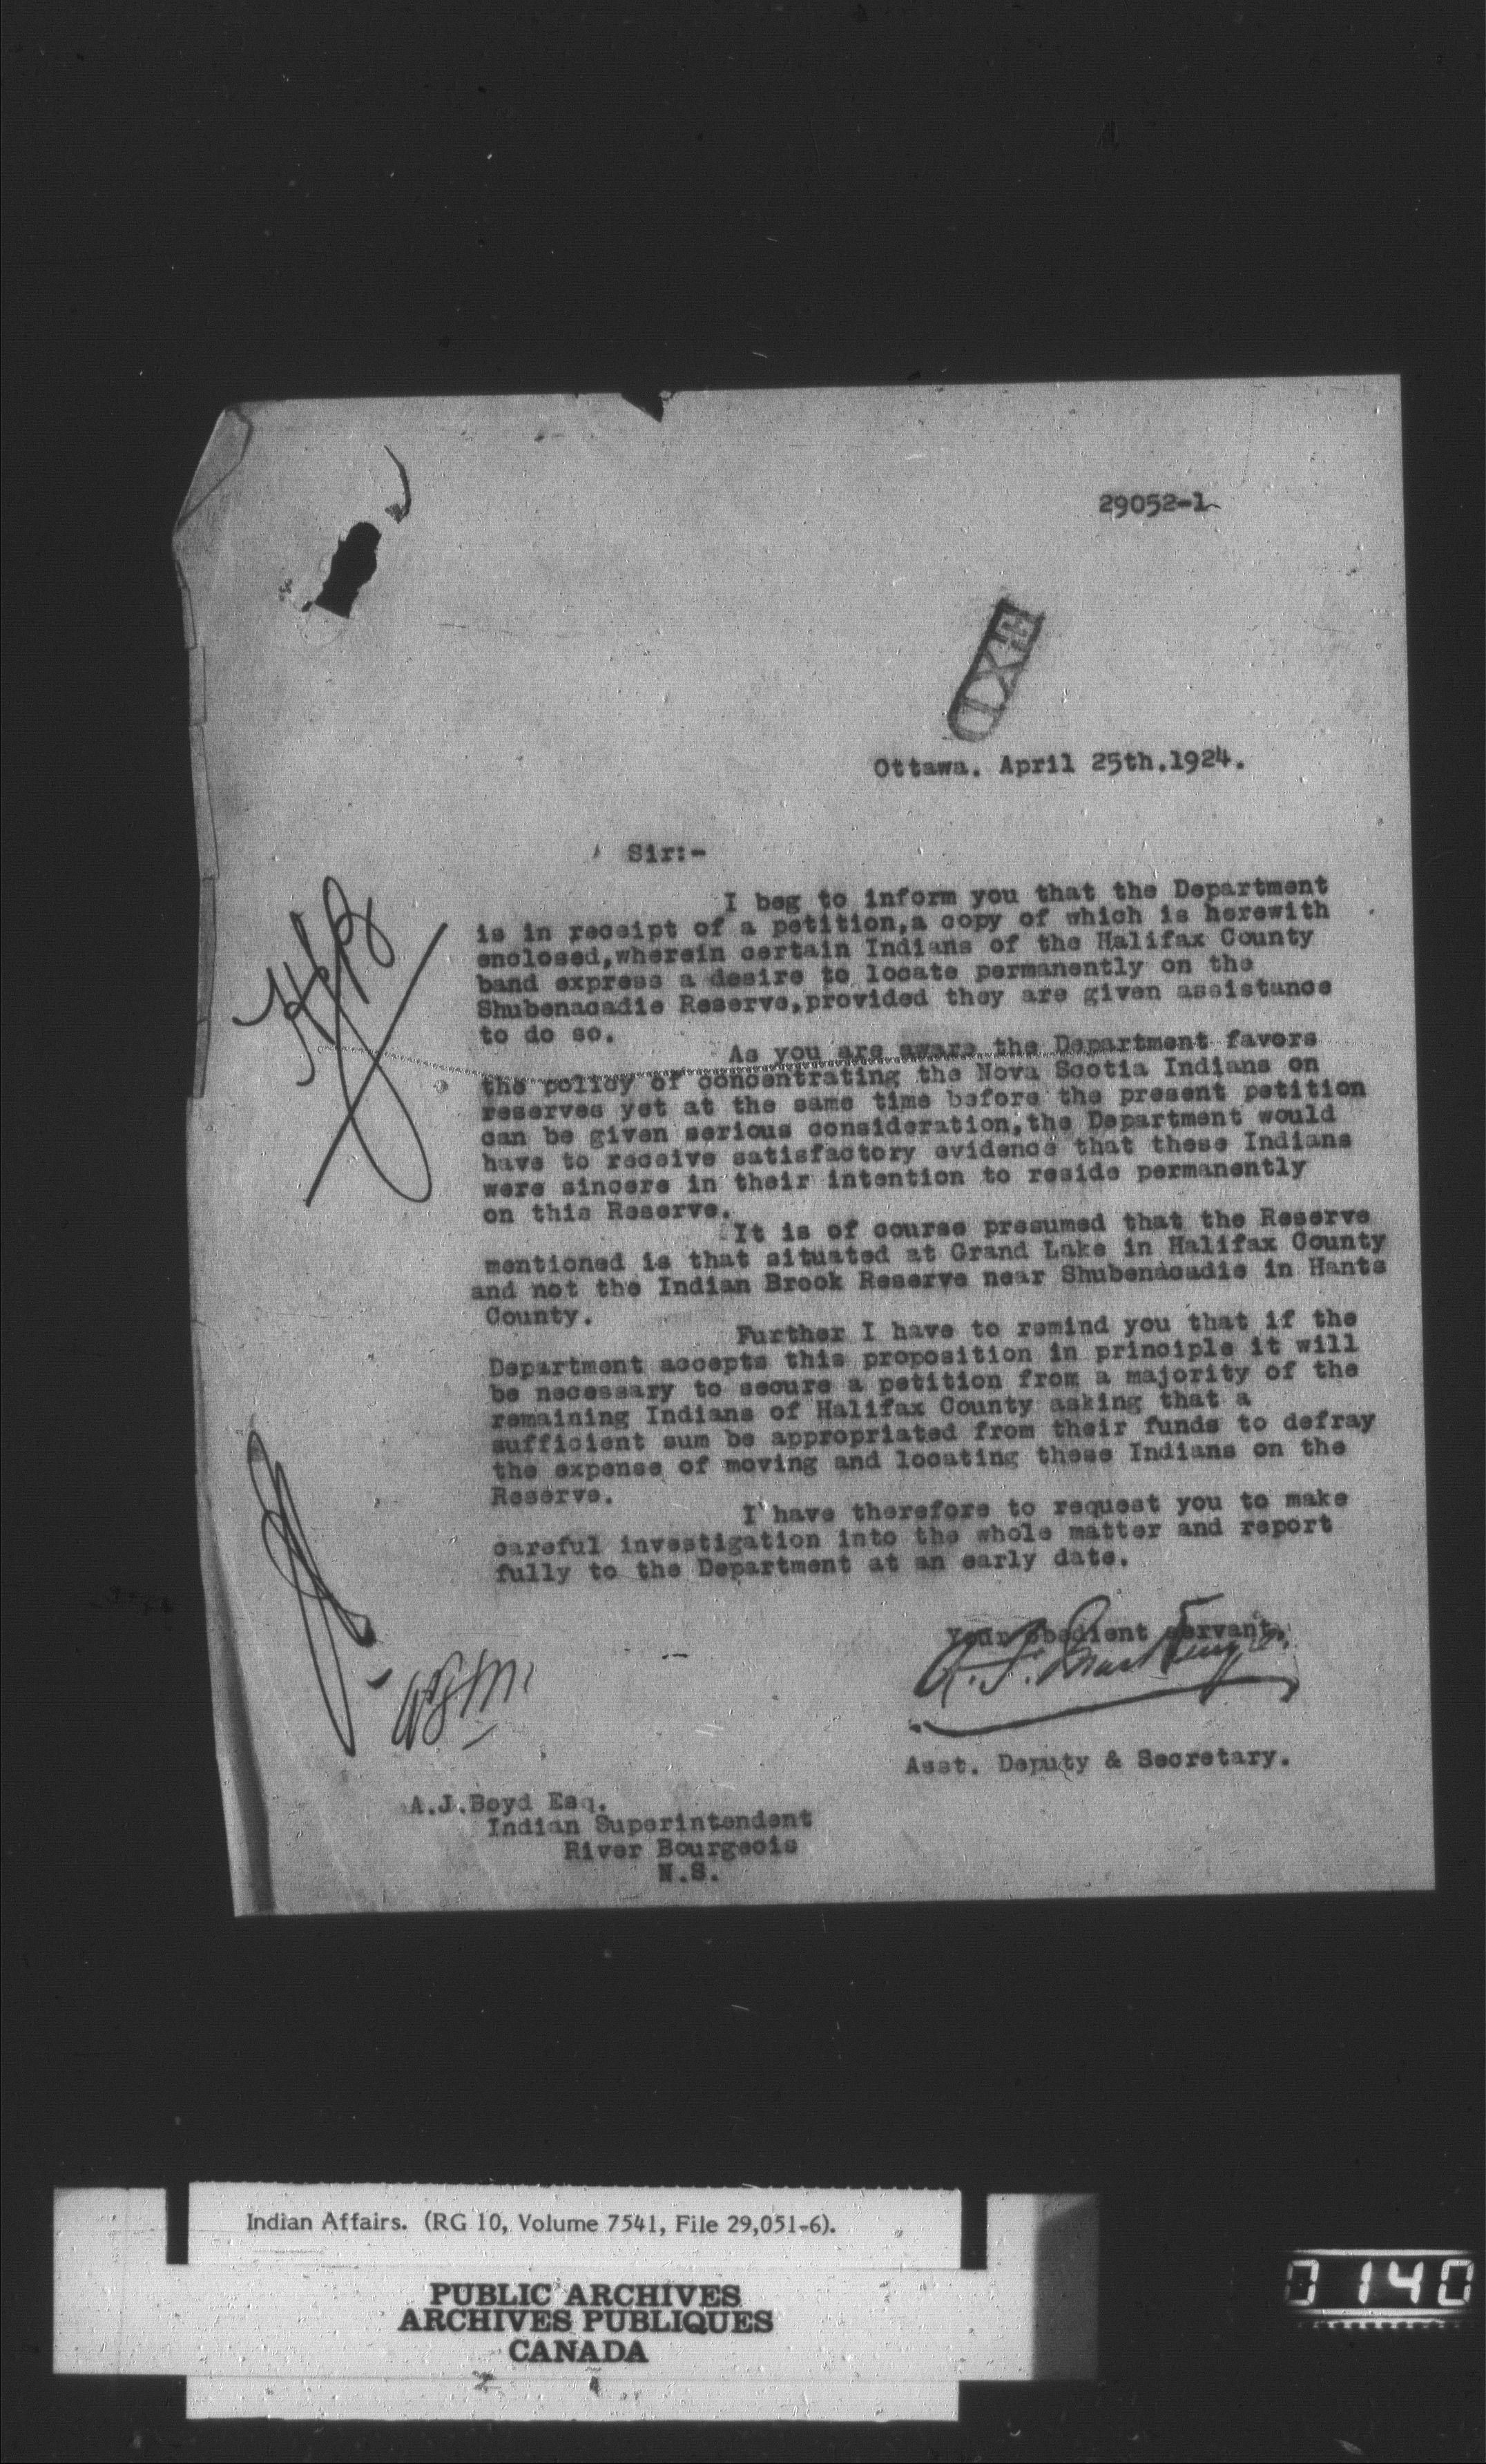 29052-1
Ottawa. April 25th.1924.
Sir:-
I beg to inform you that the Department
is in receipt of a petition,a copy of which is herewith
enclosed,wherein certain Indians of the Halifax County
band express a desire to locate permanently on the
Shubenacadie Reserve,provided they are given assistance
to do so.
As you are aware the Department favors
the policy of concentrating the Nova Scotia Indians on
reserves yet at the same time before the present petition
can be given serious consideration,the Department would
have to receive satisfactory evidence that these Indians
were sincere in their intention to reside permanently
on this Reserve.
It is of course presumed that the Reserve
mentioned is that situated at Grand Lake in Halifax County
and not the Indian Brook Reserve near Shubenacadie in Hants
County.
Further I have to remind you that if the
Department accepts this proposition in principle it will
be necessary to secure a petition from a majority of the
remaining Indians of Halifax County asking that a
sufficient sum be appropriated from their funds to defray
the expense of moving and locating these Indians on the
Reserve.
I have therefore to request you to make
careful investigation into the whole matter and report
fully to the Department at an early date.
Your obedient servant,
Asst. Deputy & Secretary.
A.J.Boyd Esq.
Indian Superintendent
River Bourgeois
N.S.
Indian Affairs. (RG 10, Volume 7541, File 29,051-6).
PUBLIC ARCHIVES
ARCHIVES PUBLIQUES
CANADA
0140